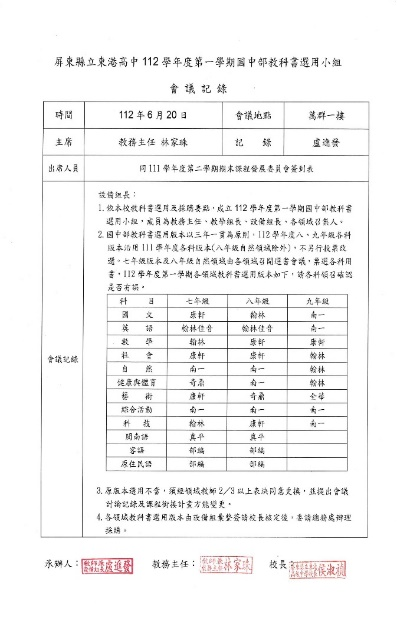 屏東縣立東港高中 112 學年度第一學期國中部教科書選用小組
會議記錄
時間 112 年 6 月 20 日 會議地點 萬群一樓
主席 教務主任 林家珠 記錄 盧逸發
出席人員 同 111 學年度第二學期期末課程發展委員會簽到表
會議記錄
設備組長：
1.依本校教科書選用及採購要點，成立 112 學年度第一學期國中部教科書
選用小組，成員為教務主任、教學組長、設備組長、各領域召集人。
2.國中部教科書選用版本以三年一貫為原則，112 學年度八、九年級各科
版本沿用 111 學年度各科版本(八年級自然領域除外)，不另行投票改
選。七年級版本及八年級自然領域由各領域召開選書會議，票選各科用
書。112 學年度第一學期各領域教科書選用版本如下，請各科領召確認
是否有誤。
科目 七年級 八年級 九年級
國文 康軒 翰林 南一
英語 翰林佳音 翰林佳音 南一
數學 翰林 康軒 康軒
社會 康軒 康軒 翰林
自然 南一 南一 翰林
健康與體育 奇鼎 南一 翰林
藝術 康軒 奇鼎 全華
綜合活動 南一 南一 南一
科技 翰林 康軒 南一
閩南語 真平 真平
客語 部編 部編
原住民語 部編 部編
3.原版本選用不當，須經領域教師 2/3 以上表決同意更換，並提出會議
討論記錄及課程銜接計畫方能變更。
4.各領域教科書選用版本由設備組彙整簽請校長核定後，委請總務處辦理
採購。
承辦人： 盧逸發 教務主任： 林家珠 校長 侯淑禎